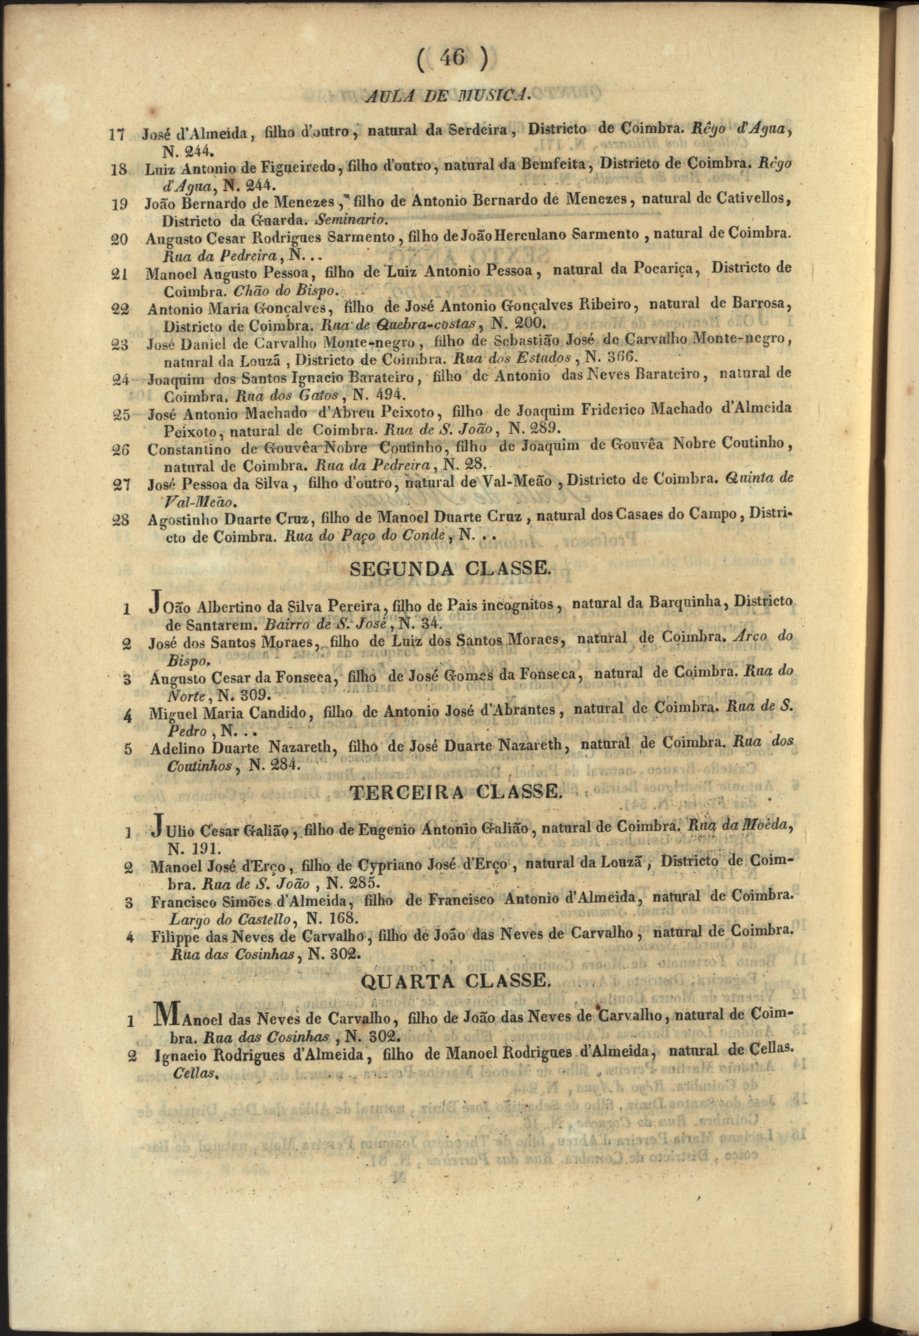 ( 46 )
AULA DE MUSICA.
17 José d'Almeida, filho d'outro, natural da Serdeira, Districto de Coimbra. Rêgo d'Agua,
N. 244.
18 Luiz Antonio de Figueiredo, filho d'outro, natural da Bemfeita, Districto de Coimbra. Rêgo
d'Agua, N. 244.
19 João Bernardo de Menezes, filho de Antonio Bernardo de Menezes, natural de Cativellos,
Districto da Guarda. Seminario.
20 Augusto Cesar Rodrigues Sarmento, filho de João Herculano Sarmento, natural de Coimbra.
Rua da Pedreira, N...
21 Manoel Augusto Pessoa, filho de Luiz Antonio Pessoa, natural da Pocariça, Districto de
Coimbra. Chão do Bispo.
22 Antonio Maria Gonçalves, filho de José Antonio Gonçalves Ribeiro, natural de Barrosa,
Districto de Coimbra. Rua de Quebra-costas, N. 200.
23 José Daniel de Carvalho Monte-negro, filho de Sebastião José de Carvalho Monte-negro,
natural da Louzã, Districto de Coimbra. Rua dos Estudos, N. 366.
24 Joaquim dos Santos Ignacio Barateiro, filho de Antonio das Neves Barateiro, natural de
Coimbra. Rua dos Gatos, N. 494.
25 José Antonio Machado d'Abreu Peixoto, filho de Joaquim Friderico Machado d'Almeida
Peixoto, natural de Coimbra. Rua de S. João, N. 289.
26 Constantino de Gouvêa Nobre Coutinho, filho de Joaquim de Gouvêa Nobre Coutinho,
natural de Coimbra. Rua da Pedreira, N. 28.
27 José Pessoa da Silva, filho d'outro, natural de Val-Meão, Districto de Coimbra. Quinta de
Val-Meão.
28 Agostinho Duarte Cruz, filho de Manoel Duarte Cruz, natural dos Casaes do Campo, Distri-
cto de Coimbra. Rua do Paço do Conde, N...
SEGUNDA CLASSE.
1 JOão Albertino da Silva Pereira, filho de Pais incognitos, natural da Barquinha, Districto
de Santarem. Bairro de S. José, N. 34.
2 José dos Santos Moraes, filho de Luiz dos Santos Moraes, natural de Coimbra. Arco do
Bispo.
3 Augusto Cesar da Fonseca, filho de José Gomes da Fonseca, natural de Coimbra. Rua do
Norte, N. 309.
4 Miguel Maria Candido, filho de Antonio José d'Abrantes, natural de Coimbra. Rua de S.
Pedro, N...
5 Adelino Duarte Nazareth, filho de José Duarte Nazareth, natural de Coimbra. Rua dos
Coutinhos, N. 284.
TERCEIRA CLASSE.
1 JUlio Cesar Galião, filho de Eugenio Antonio Galião, natural de Coimbra. Rua da Moéda,
N. 191.
2 Manoel José d'Erço, filho de Cypriano José d'Erço, natural da Louzã, Districto de Coim-
bra. Rua de S. João, N. 285.
3 Francisco Simões d'Almeida, filho de Francisco Antonio d'Almeida, natural de Coimbra.
Largo do Castello, N. 168.
4 Filippe das Neves de Carvalho, filho de João das Neves de Carvalho, natural de Coimbra.
Rua das Cosinhas, N. 302.
QUARTA CLASSE.
1 MAnoel das Neves de Carvalho, filho de João das Neves de Carvalho, natural de Coim-
bra. Rua das Cosinhas, N. 302.
2 Ignacio Rodrigues d'Almeida, filho de Manoel Rodrigues d'Almeida, natural de Cellas.
Cellas.